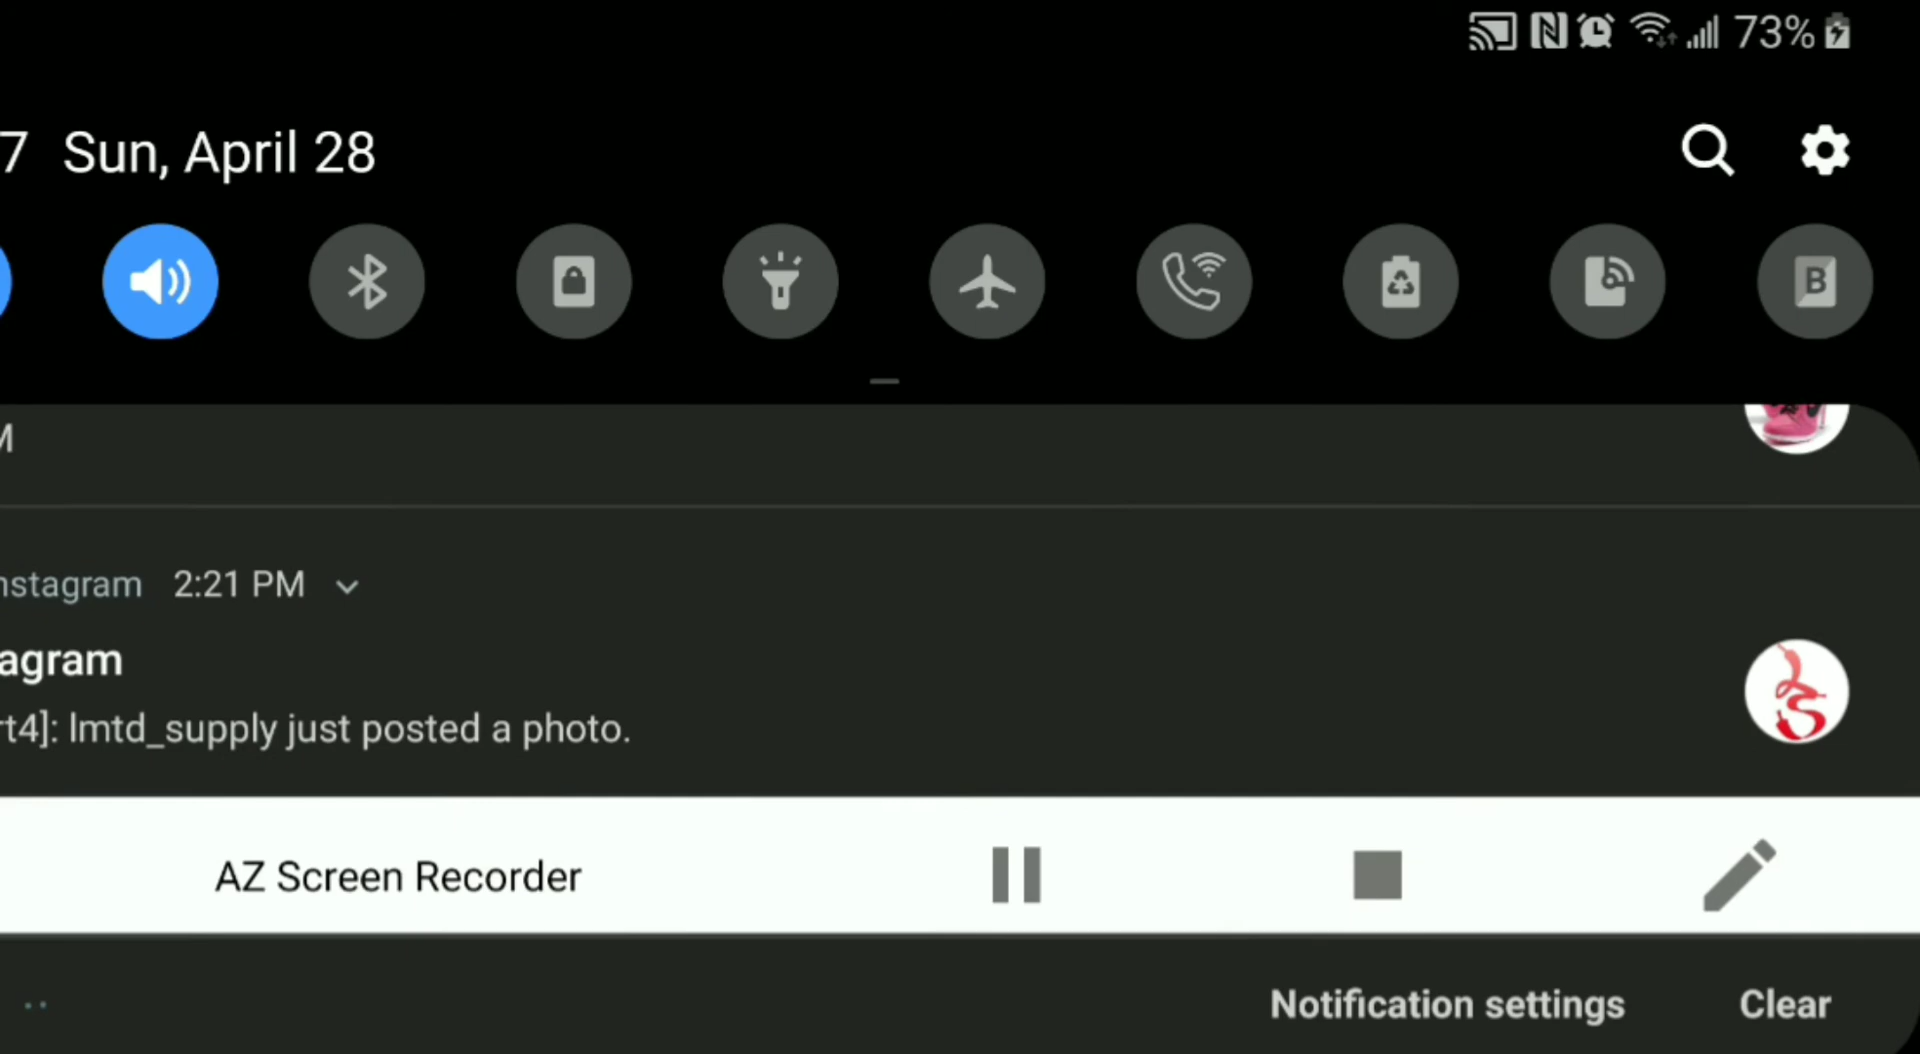 73%
7 Sun, April 28
B
M
nstagram 2:21 PM
agram
rt4]: lmtd_supply just posted a photo.
AZ Screen Recorder
Notification settings Clear